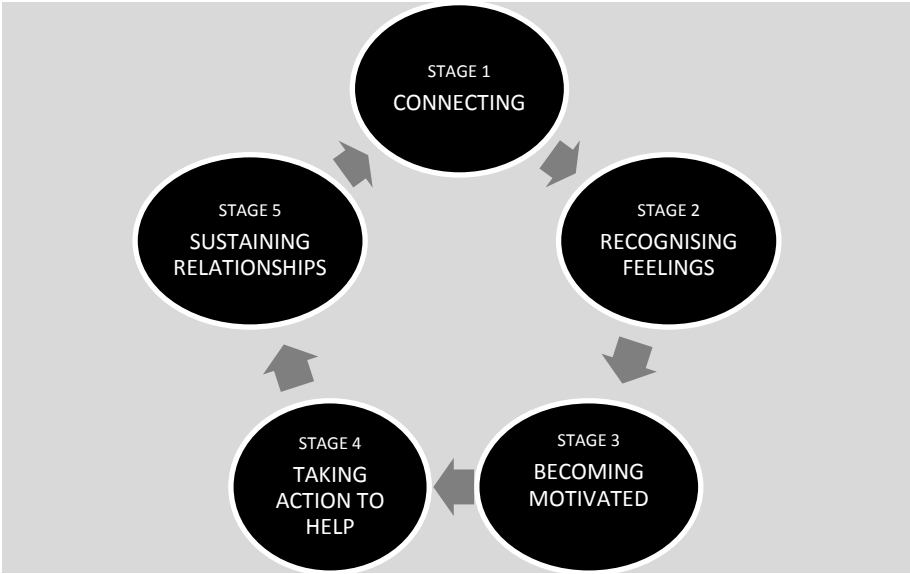 STAGE 1
CONNECTING
STAGE 2
RECOGNISING
FEELINGS
STAGE 3
BECOMING
MOTIVATED
STAGE 4
TAKING
ACTION TO
HELP
STAGE 5
SUSTAINING
RELATIONSHIPS